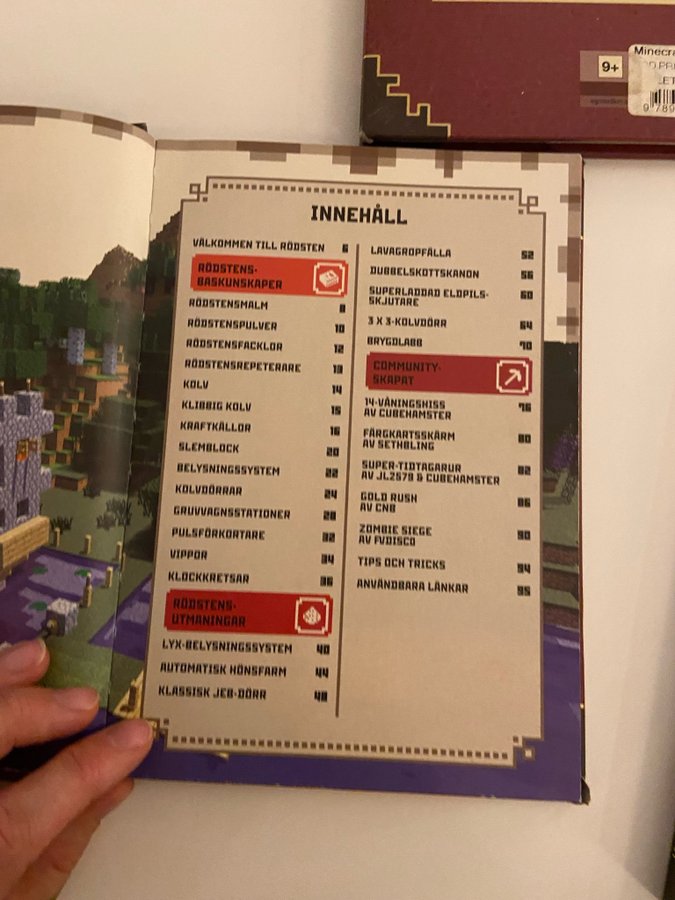 Minecra
9+
9 789
INNEHÅLL
VÄLKOMMEN TILL RÖDSTEN 6
RÖDSTENS-
BASKUNSKAPER
RÖDSTENSMALM 8
RÖDSTENSPULVER 10
RÖDSTENSFACKLOR 12
RÖDSTENSREPETERARE 13
KOLV 14
KLIBBIG KOLV 15
KRAFTKÄLLOR 16
SLEMBLOCK 20
BELYSNINGSSYSTEM 22
KOLVDÖRRAR 24
GRUVVAGNSSTATIONER 28
PULSFÖRKORTARE 32
VIPPOR 34
KLOCKKRETSAR 36
RÖDSTENS-
UTMANINGAR
LYX-BELYSNINGSSYSTEM 40
AUTOMATISK HÖNSFARM 44
KLASSISK JEB-DÖRR 48
LAVAGROPFÄLLA 52
DUBBELSKOTTSKANON 56
SUPERLADDAD ELDPILS-
SKJUTARE 60
3 X 3-KOLVDÖRR 64
BRYGDLABB 70
COMMUNITY-
SKAPAT
14-VÅNINGSHISS
AV CUBEHAMSTER 76
FÄRGKARTSSKÄRM
AV SETHBLING 80
SUPER-TIDTAGARUR
AV JL2579 & CUBEHAMSTER 82
GOLD RUSH
AV CNB 86
ZOMBIE SIEGE
AV FVDISCO 90
TIPS OCH TRICKS 94
ANVÄNDBARA LÄNKAR 95